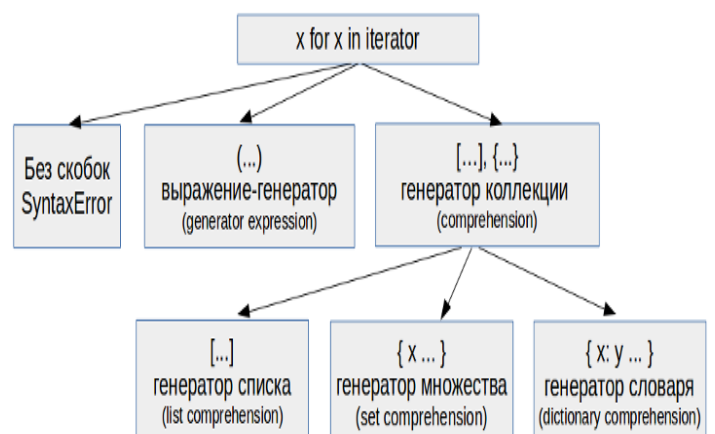 x for x in iterator
Без скобок
SyntaxError
(...)
выражение-генератор
(generator expression)
[...], {...}
генератор коллекции
(comprehension)
[...]
генератор списка
(list comprehension)
{ x ... }
генератор множества
(set comprehension)
{ x: y ... }
генератор словаря
(dictionary comprehension)